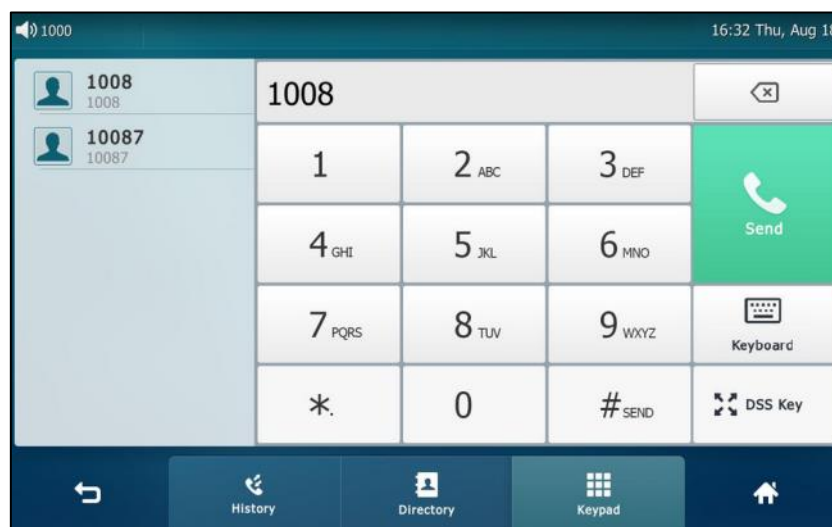 1000
16:32 Thu, Aug 18
1008
1008
10087
10087
1008
1
2 ABC
3 DEF
Send
4 GHI
5 JKL
6 MNO
7 PQRS
8 TUV
9 WXYZ
Keyboard
*.
0
# SEND
DSS Key
History
Directory
Keypad